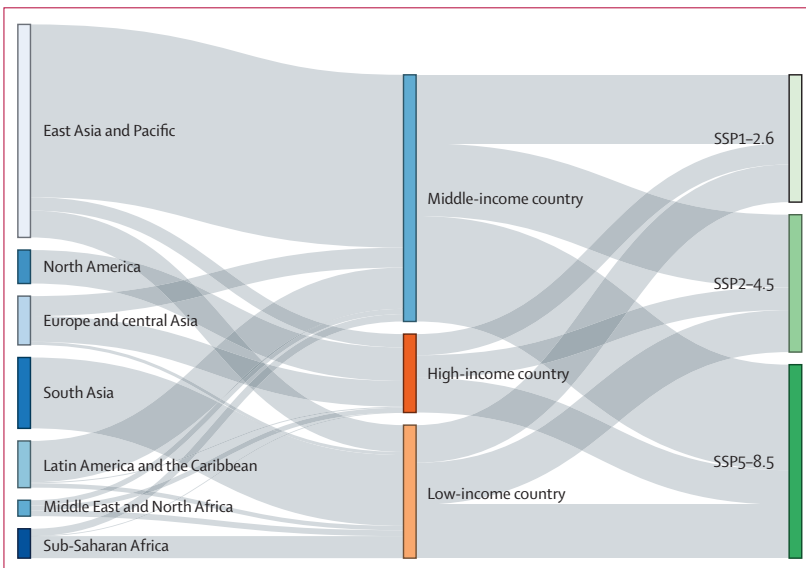 East Asia and Pacific
North America
Europe and central Asia
South Asia
Latin America and the Caribbean
Middle East and North Africa
Sub-Saharan Africa
Middle-income country
High-income country
Low-income country
SSP1–2.6
SSP2–4.5
SSP5–8.5